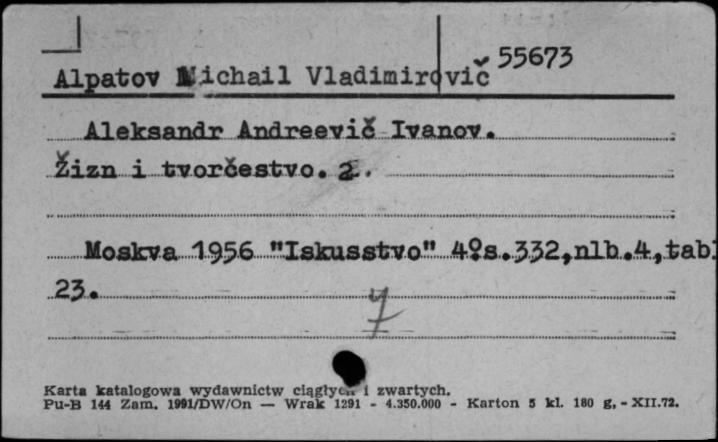 55673
Alpatov Michail Vladimirovič
Aleksandr Andreevič Ivanov.
Žizn i tvorčestvo. 2.
Moskva 1956 "Iskusstvo" 4° s.332,nlb.4,tabl
23.
Karta katalogowa wydawnictw ciągłych i zwartych.
Pu-B 144 Zam. 1991/DW/On — Wrak 1291 - 4.350.000 - Karton 5 kl. 180 g. - XII.72.